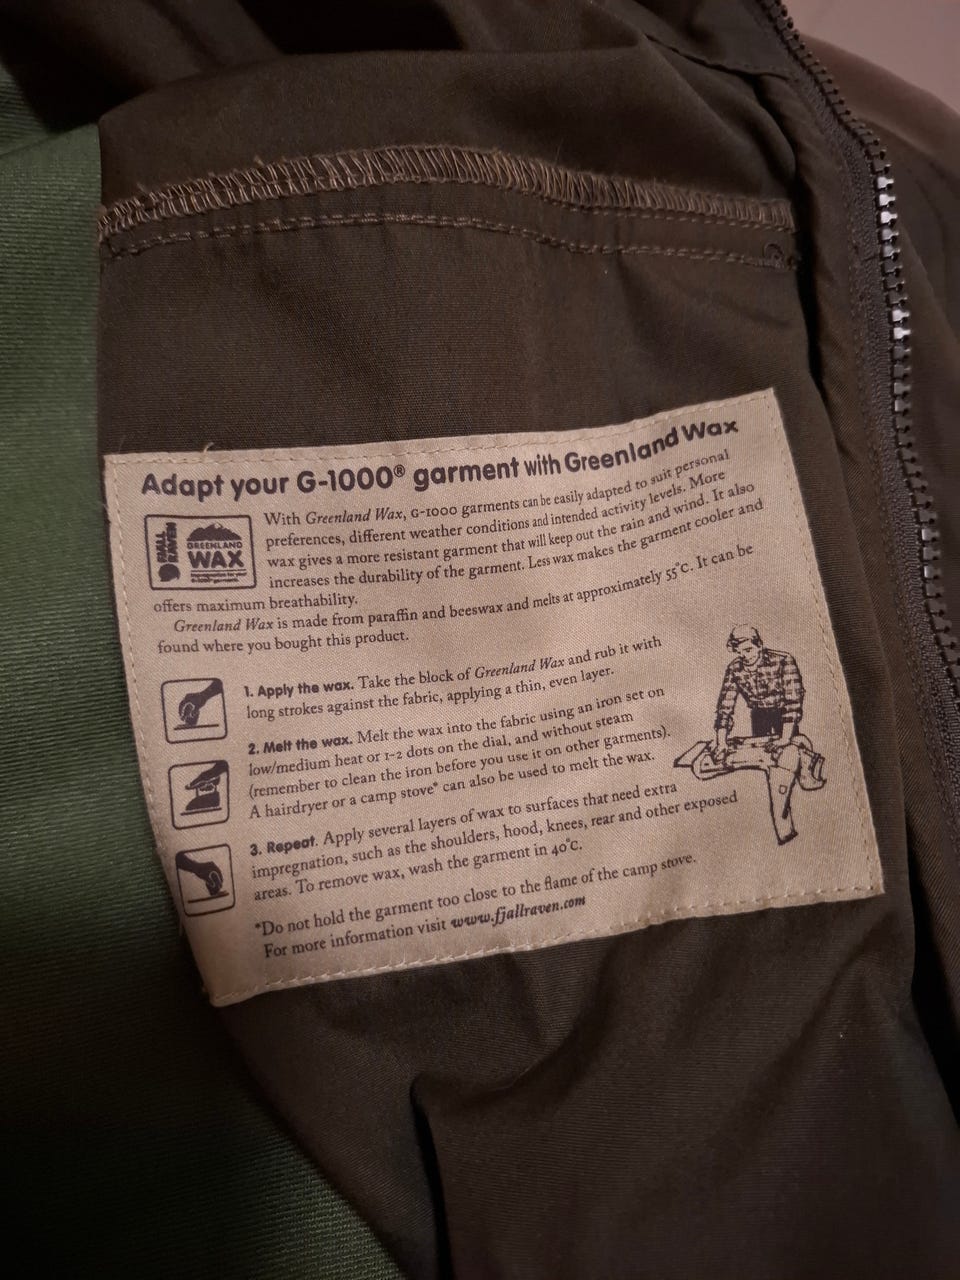 Adapt your G-1000® garment with Greenland Wax
FJÄLL
RÄVEN
GREENLAND
WAX
With Greenland Wax, G-1000 garments can be easily adapted to suit personal
preferences, different weather conditions and intended activity levels. More
wax gives a more resistant garment that will keep out the rain and wind. It also
increases the durability of the garment. Less wax makes the garment cooler and
offers maximum breathability.
Greenland Wax is made from paraffin and beeswax and melts at approximately 55°C. It can be
found where you bought this product.
1. Apply the wax. Take the block of Greenland Wax and rub it with
long strokes against the fabric, applying a thin, even layer.
2. Melt the wax. Melt the wax into the fabric using an iron set on
low/medium heat or 1-2 dots on the dial, and without steam
(remember to clean the iron before you use it on other garments).
A hairdryer or a camp stove* can also be used to melt the wax.
3. Repeat. Apply several layers of wax to surfaces that need extra
impregnation, such as the shoulders, hood, knees, rear and other exposed
areas. To remove wax, wash the garment in 40°C.
*Do not hold the garment too close to the flame of the camp stove.
For more information visit www.fjallraven.com